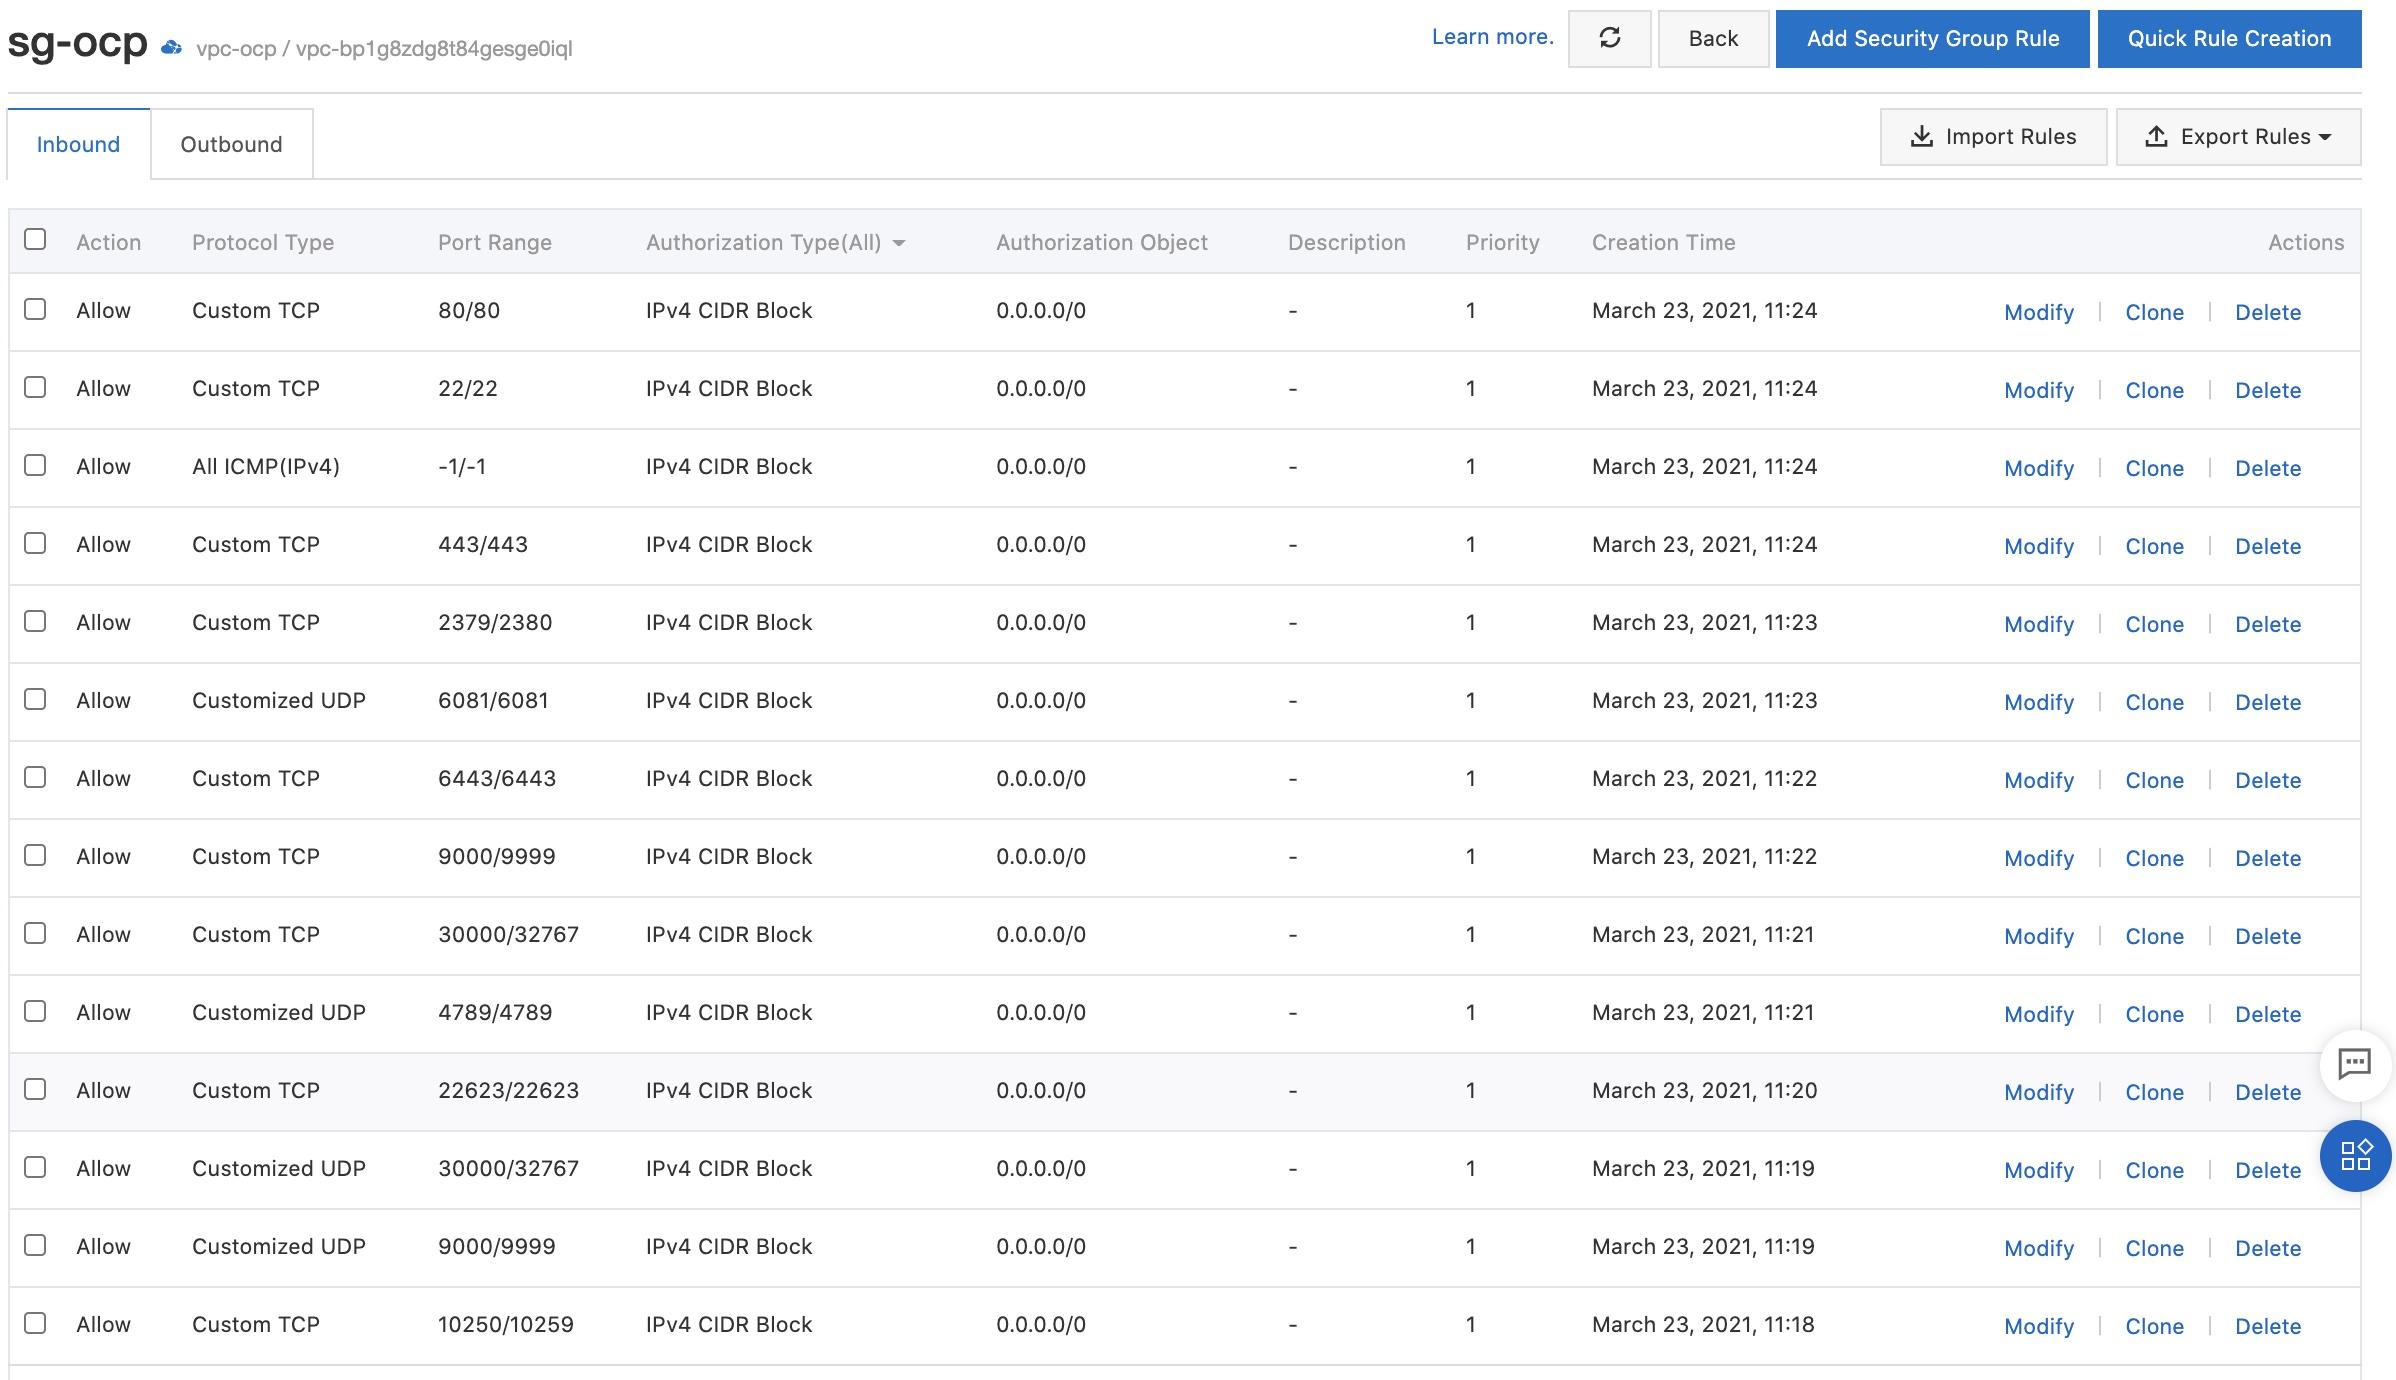 sg-ocp vpc-ocp / vpc-bp1g8zdg8t84gesge0iql Learn more. Back Add Security Group Rule Quick Rule Creation
Inbound Outbound Import Rules Export Rules
Action Protocol Type Port Range Authorization Type(All) Authorization Object Description Priority Creation Time Actions
Allow Custom TCP 80/80 IPv4 CIDR Block 0.0.0.0/0 - 1 March 23, 2021, 11:24 Modify Clone Delete
Allow Custom TCP 22/22 IPv4 CIDR Block 0.0.0.0/0 - 1 March 23, 2021, 11:24 Modify Clone Delete
Allow All ICMP(IPv4) -1/-1 IPv4 CIDR Block 0.0.0.0/0 - 1 March 23, 2021, 11:24 Modify Clone Delete
Allow Custom TCP 443/443 IPv4 CIDR Block 0.0.0.0/0 - 1 March 23, 2021, 11:24 Modify Clone Delete
Allow Custom TCP 2379/2380 IPv4 CIDR Block 0.0.0.0/0 - 1 March 23, 2021, 11:23 Modify Clone Delete
Allow Customized UDP 6081/6081 IPv4 CIDR Block 0.0.0.0/0 - 1 March 23, 2021, 11:23 Modify Clone Delete
Allow Custom TCP 6443/6443 IPv4 CIDR Block 0.0.0.0/0 - 1 March 23, 2021, 11:22 Modify Clone Delete
Allow Custom TCP 9000/9999 IPv4 CIDR Block 0.0.0.0/0 - 1 March 23, 2021, 11:22 Modify Clone Delete
Allow Custom TCP 30000/32767 IPv4 CIDR Block 0.0.0.0/0 - 1 March 23, 2021, 11:21 Modify Clone Delete
Allow Customized UDP 4789/4789 IPv4 CIDR Block 0.0.0.0/0 - 1 March 23, 2021, 11:21 Modify Clone Delete
Allow Custom TCP 22623/22623 IPv4 CIDR Block 0.0.0.0/0 - 1 March 23, 2021, 11:20 Modify Clone Delete
Allow Customized UDP 30000/32767 IPv4 CIDR Block 0.0.0.0/0 - 1 March 23, 2021, 11:19 Modify Clone Delete
Allow Customized UDP 9000/9999 IPv4 CIDR Block 0.0.0.0/0 - 1 March 23, 2021, 11:19 Modify Clone Delete
Allow Custom TCP 10250/10259 IPv4 CIDR Block 0.0.0.0/0 - 1 March 23, 2021, 11:18 Modify Clone Delete